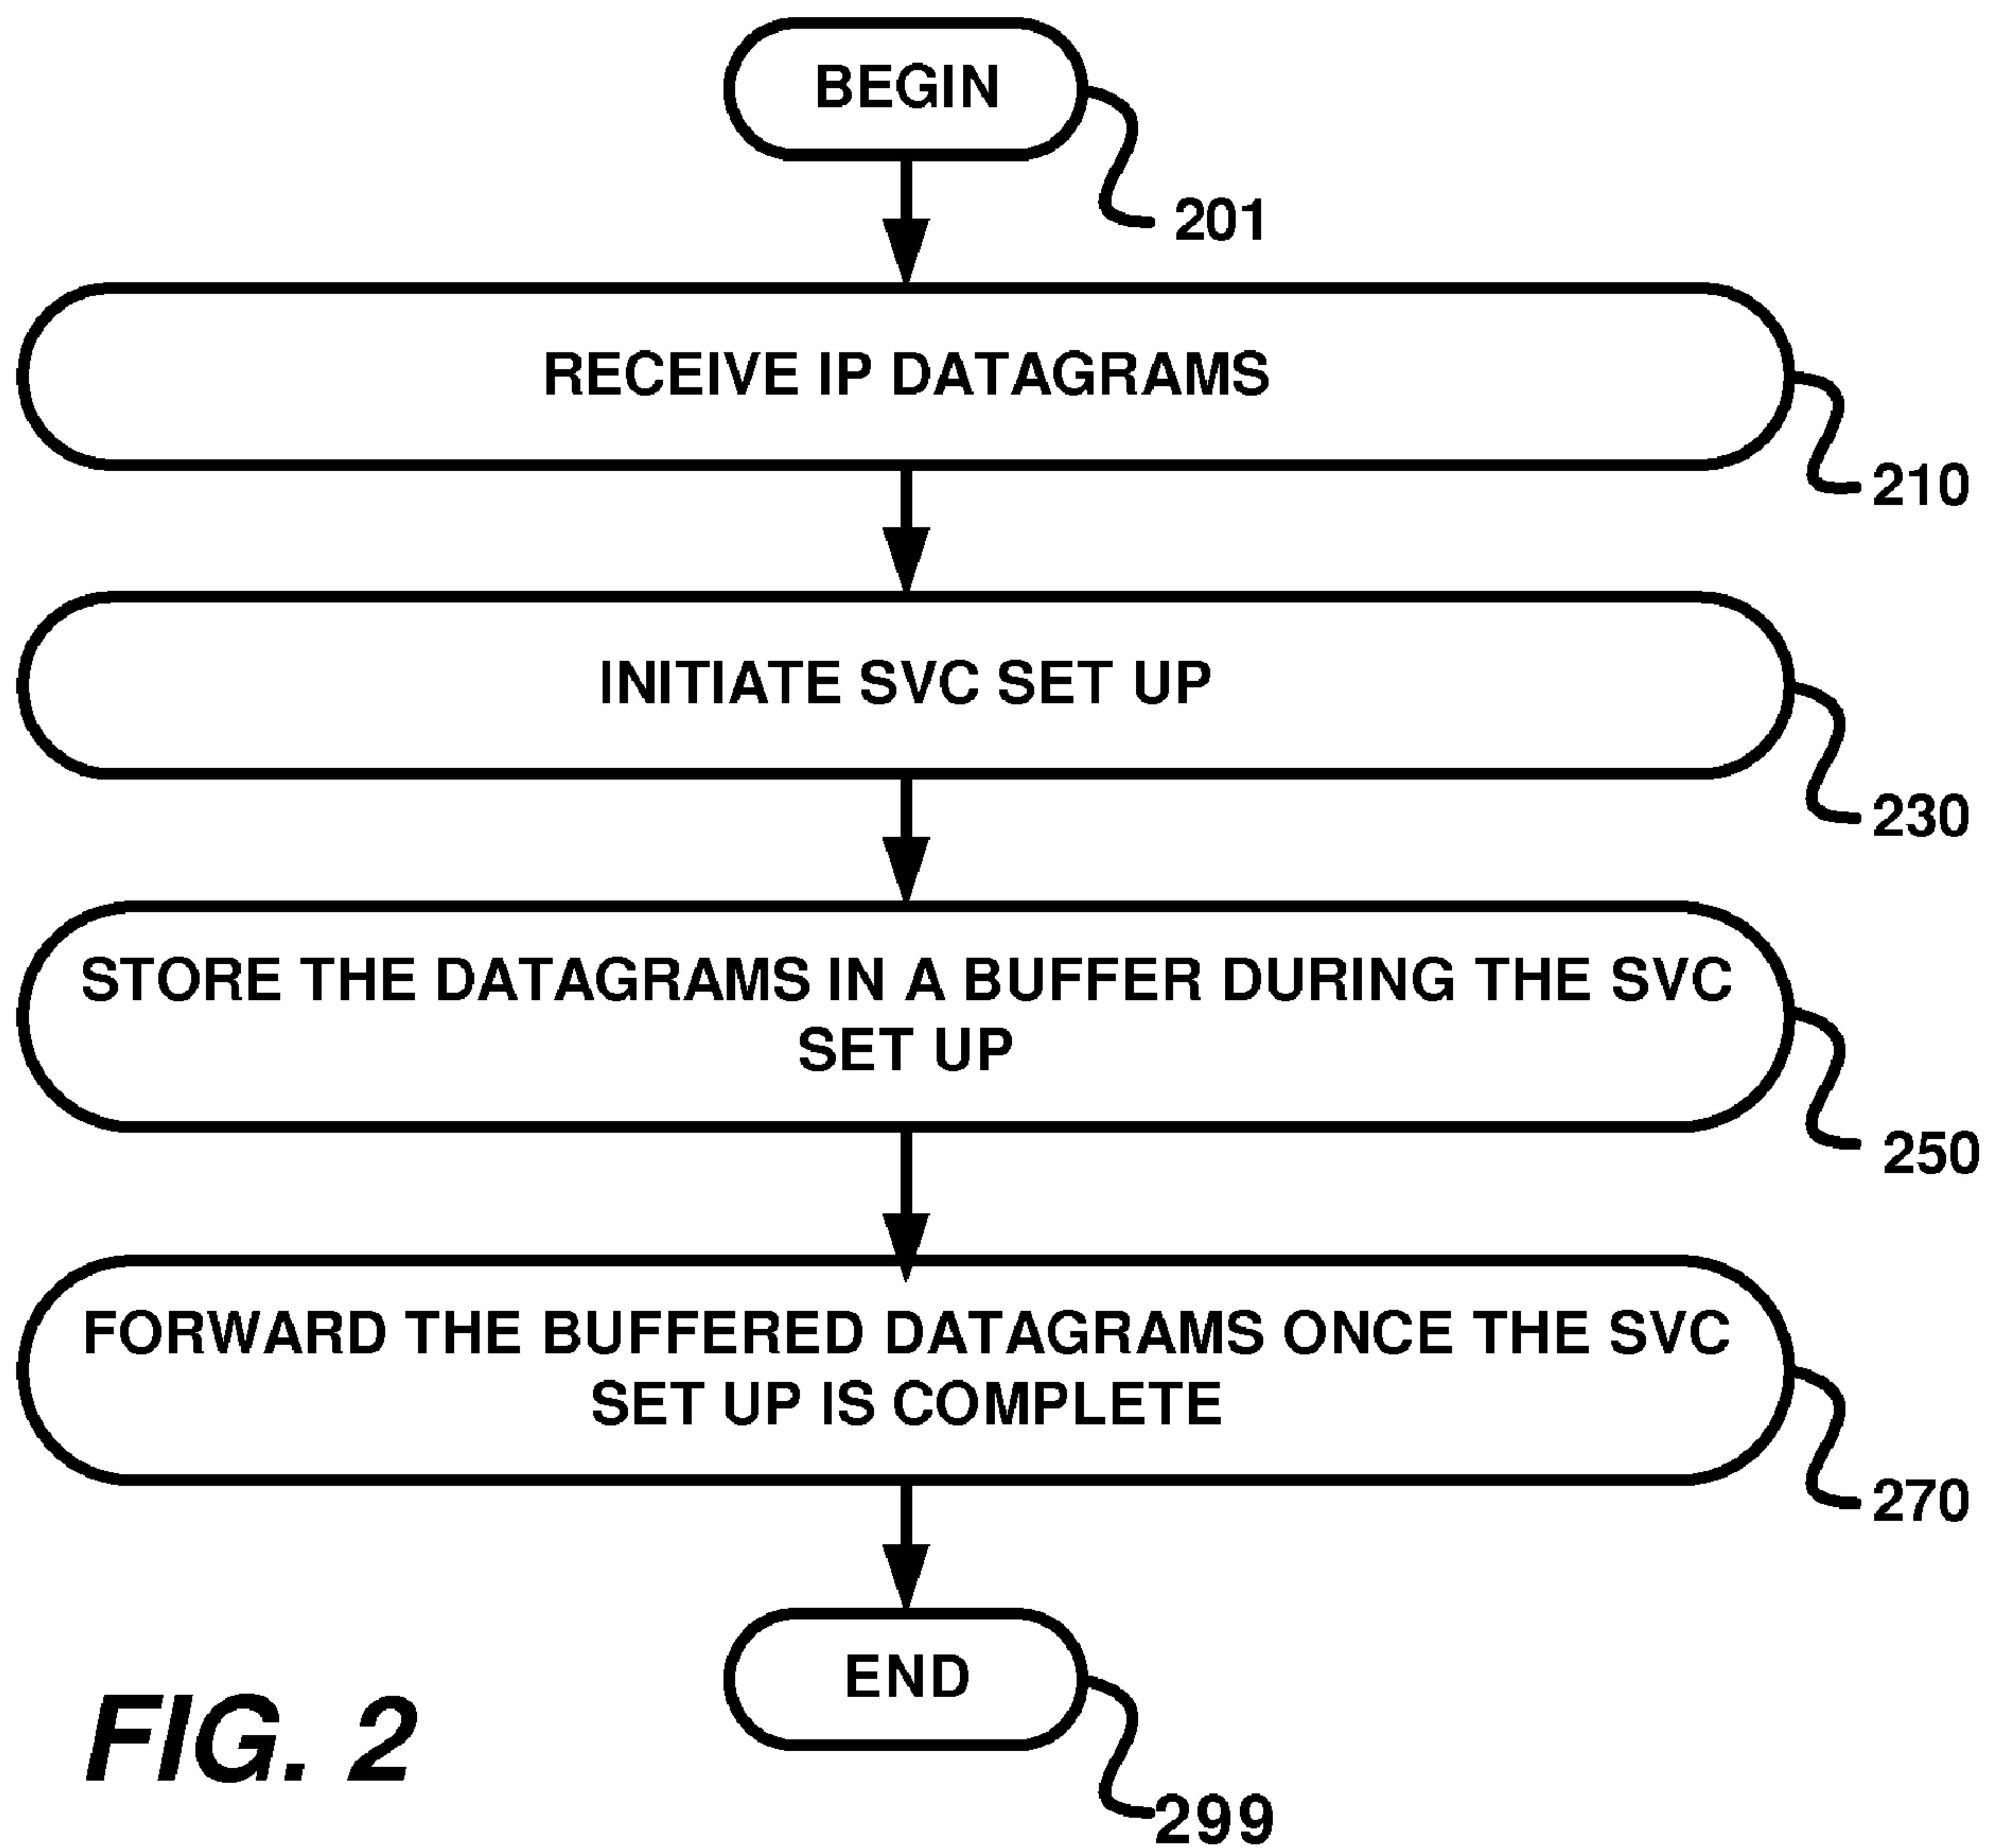 BEGIN
201
RECEIVE IP DATAGRAMS
210
INITIATE SVC SET UP
230
STORE THE DATAGRAMS IN A BUFFER DURING THE SVC
SET UP
250
FORWARD THE BUFFERED DATAGRAMS ONCE THE SVC
SET UP IS COMPLETE
270
END
299
FIG. 2